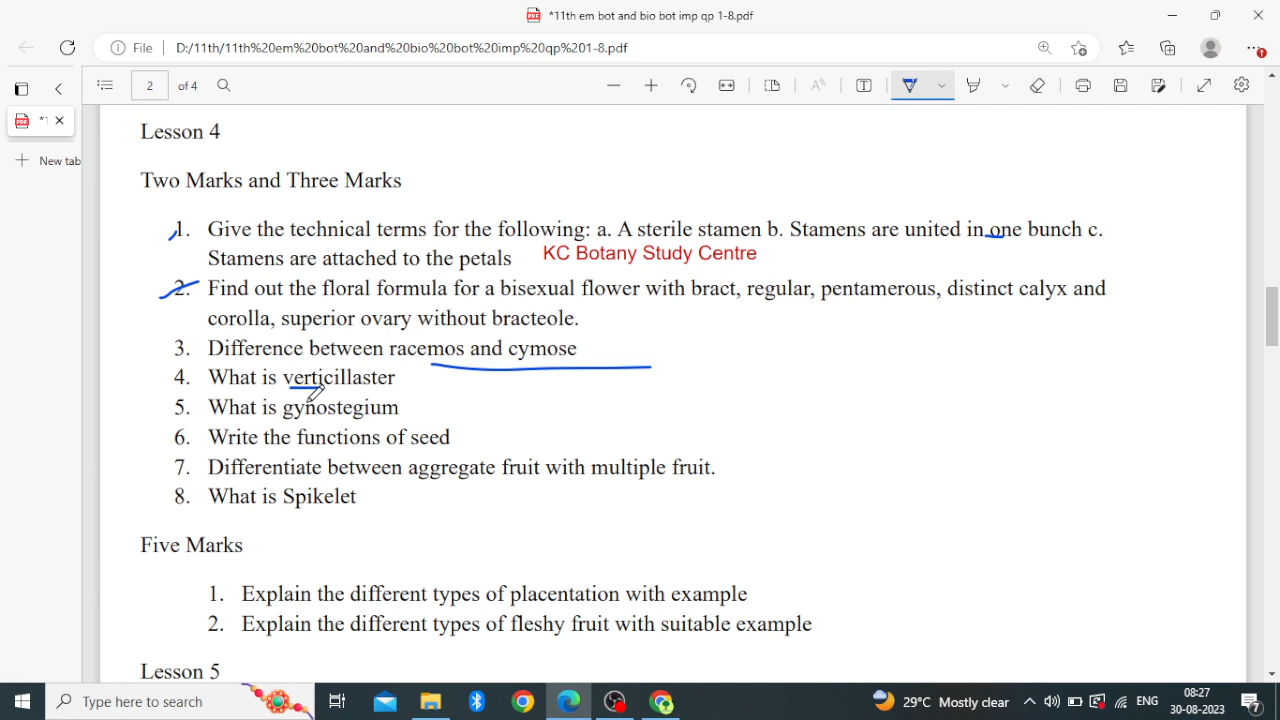 *11th em bot and bio bot imp qp 1-8.pdf
File D:/11th/11th%20em%20bot%20and%20bio%20bot%20imp%20qp%201-8.pdf
2 of 4
New tab
Lesson 4
Two Marks and Three Marks
1. Give the technical terms for the following: a. A sterile stamen b. Stamens are united in one bunch c.
Stamens are attached to the petals
KC Botany Study Centre
2. Find out the floral formula for a bisexual flower with bract, regular, pentamerous, distinct calyx and
corolla, superior ovary without bracteole.
3. Difference between racemos and cymose
4. What is verticillaster
5. What is gynostegium
6. Write the functions of seed
7. Differentiate between aggregate fruit with multiple fruit.
8. What is Spikelet
Five Marks
1. Explain the different types of placentation with example
2. Explain the different types of fleshy fruit with suitable example
Lesson 5
Type here to search
29°C Mostly clear
ENG
08:27
30-08-2023
7